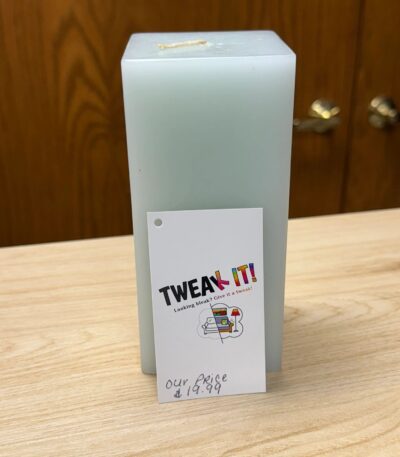 TWEAK IT!
Looking bleak? Give it a tweak!
our Price
$19.99